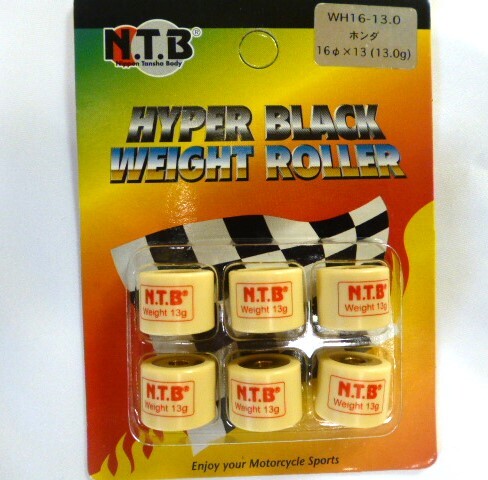 N.T.B®
Nippon Tansha Body
WH16-13.0
ホンダ
16φ×13 (13.0g)
HYPER BLACK
WEIGHT ROLLER
N.T.B®
Weight 13g
N.T.B®
Weight 13g
N.T.B®
Weight 13g
N.T.B®
Weight 13g
N.T.B®
Weight 13g
N.T.B®
Weight 13g
Enjoy your Motorcycle Sports